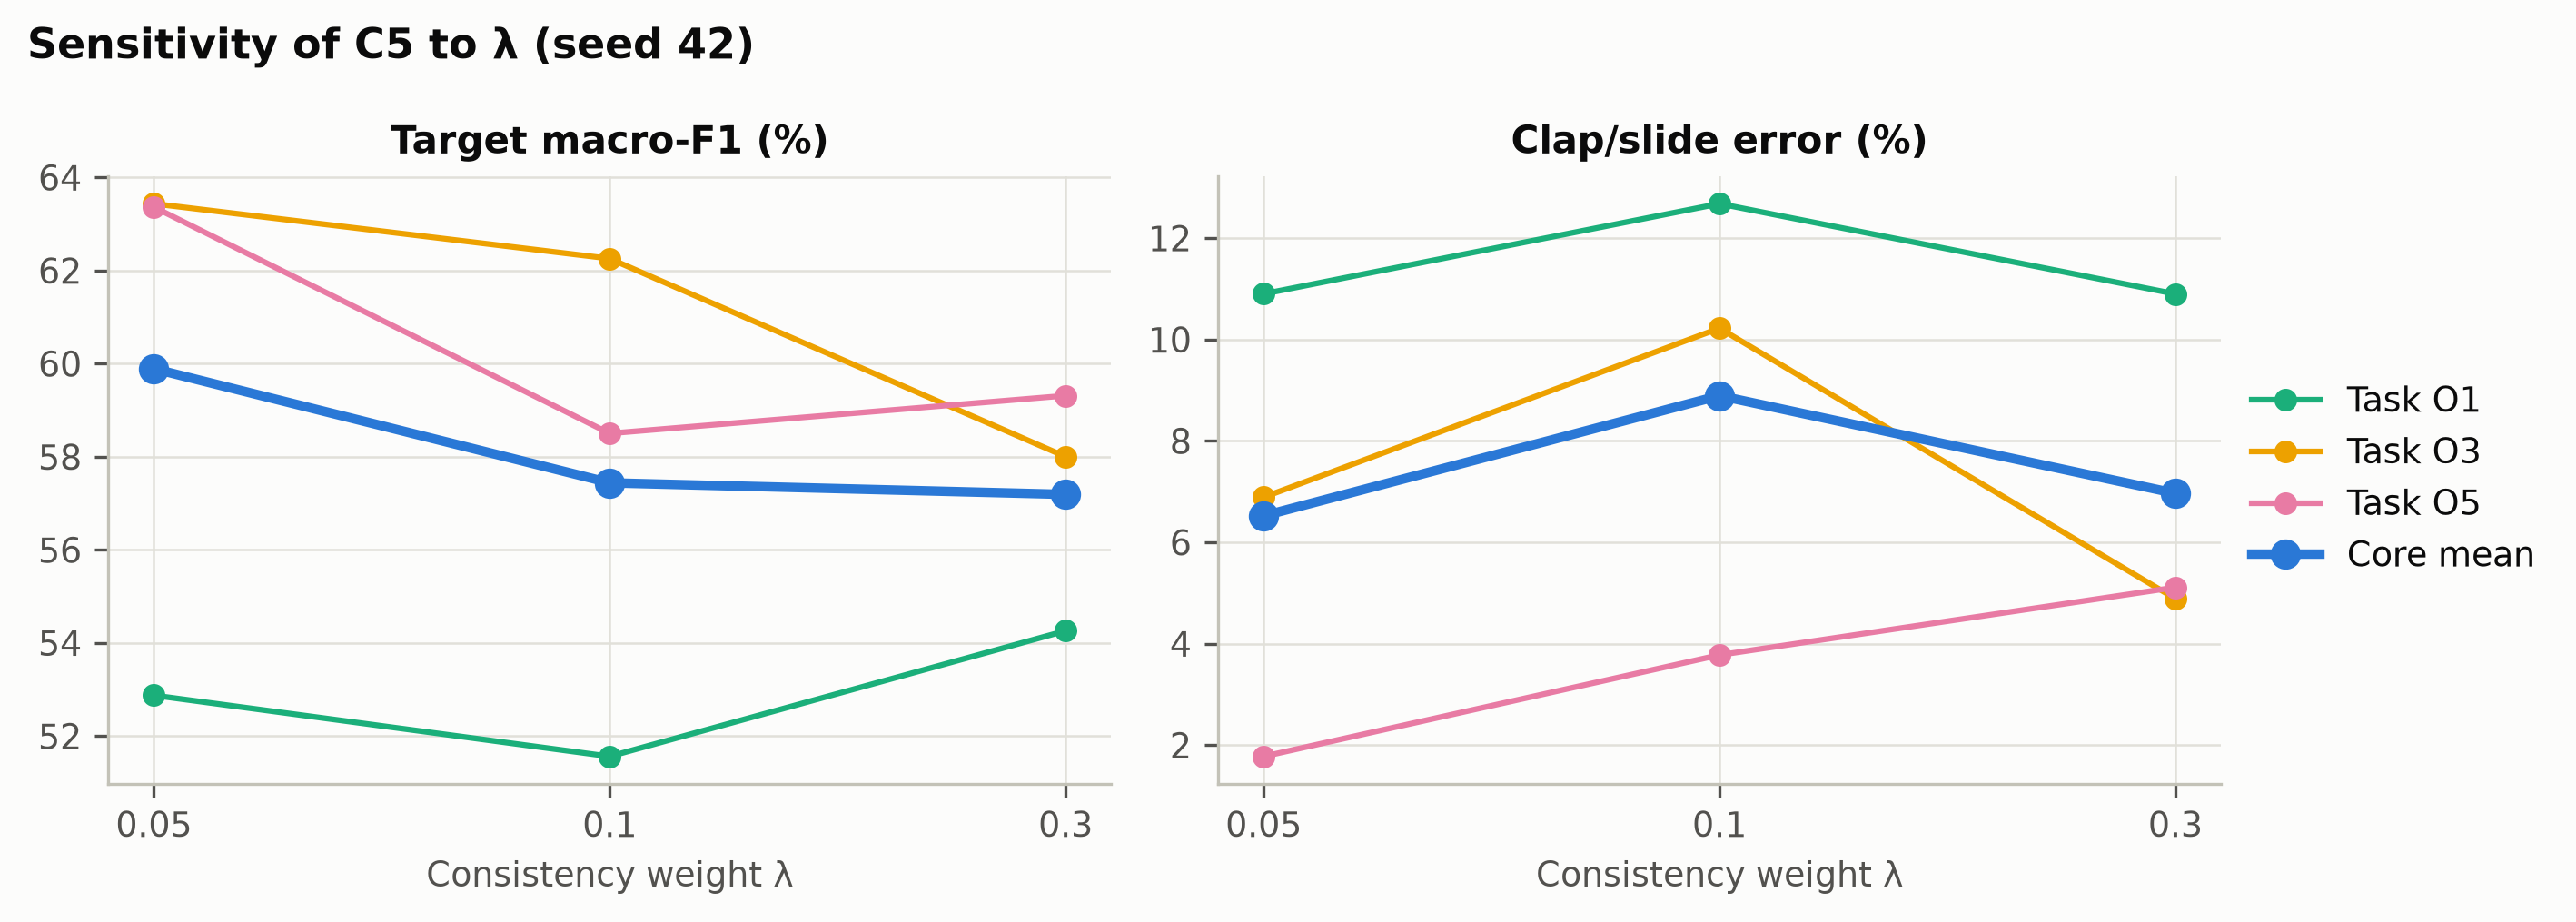 Sensitivity of C5 to λ (seed 42)
Target macro-F1 (%)
64
62
60
58
56
54
52
0.05 0.1 0.3
Consistency weight λ
Clap/slide error (%)
12
10
8
6
4
2
0.05 0.1 0.3
Consistency weight λ
Task O1
Task O3
Task O5
Core mean